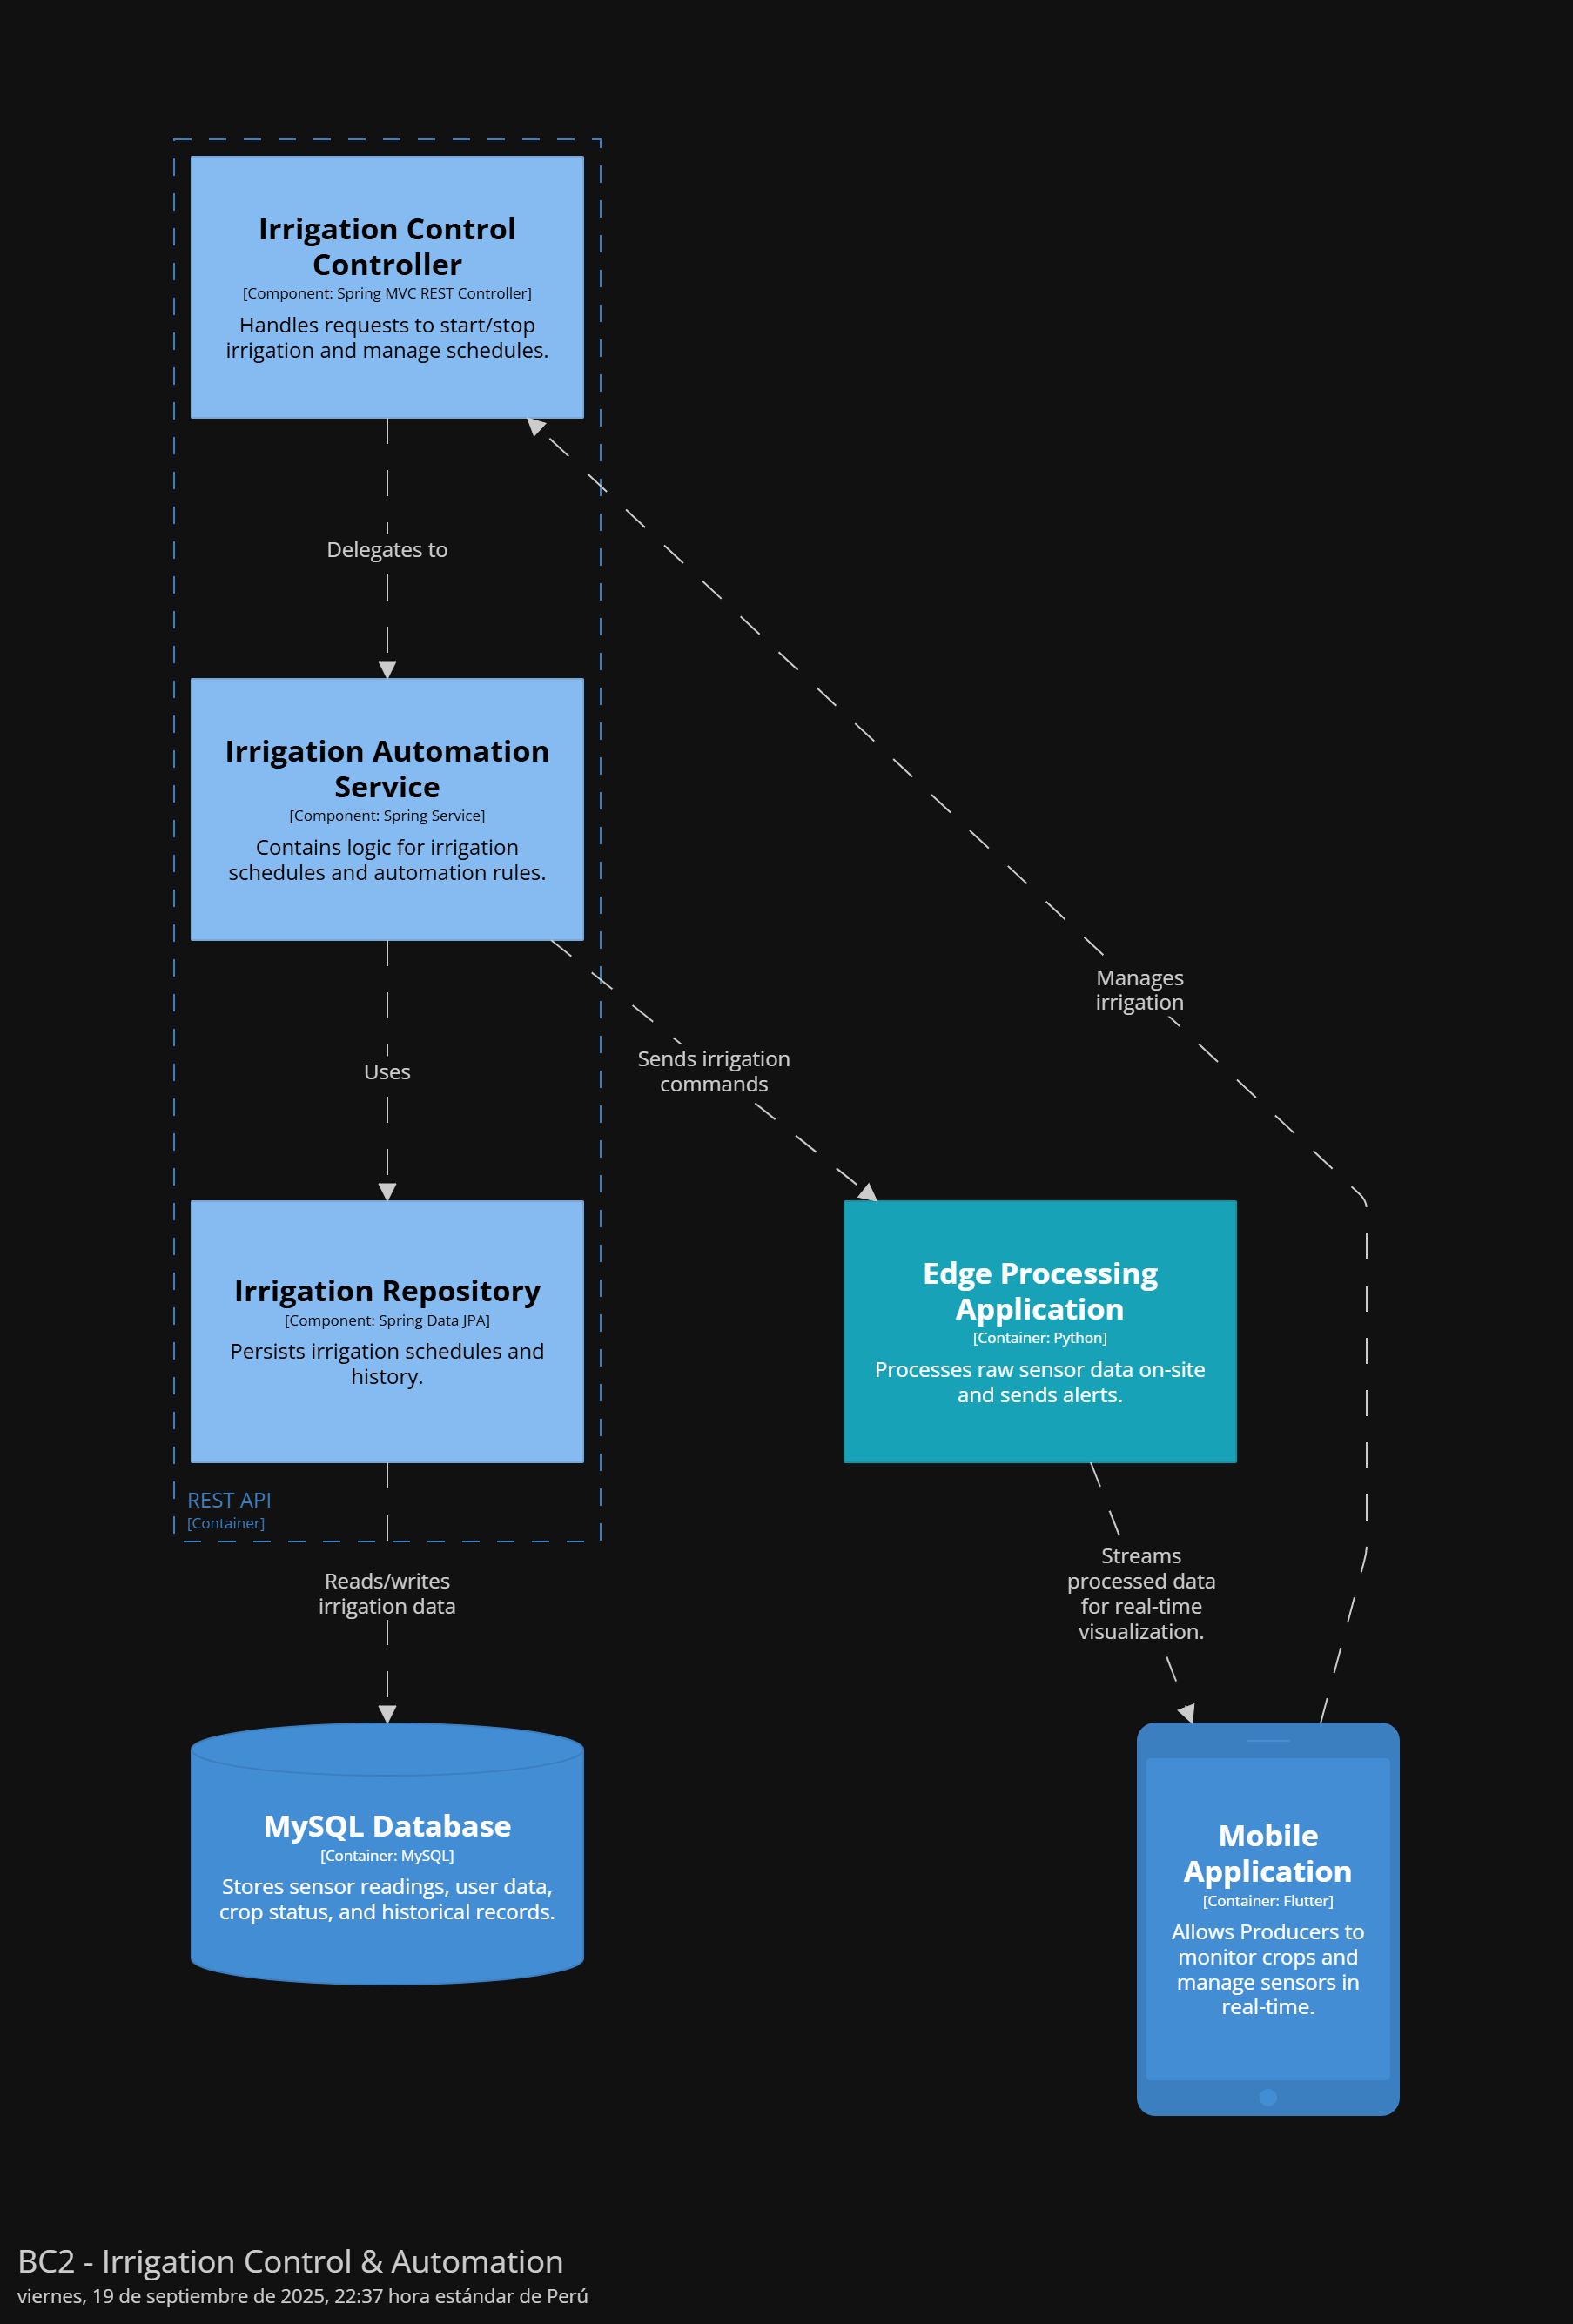 Irrigation Control
Controller
[Component: Spring MVC REST Controller]
Handles requests to start/stop
irrigation and manage schedules.
Delegates to
Irrigation Automation
Service
[Component: Spring Service]
Contains logic for irrigation
schedules and automation rules.
Manages
irrigation
Uses
Sends irrigation
commands
Irrigation Repository
[Component: Spring Data JPA]
Persists irrigation schedules and
history.
Edge Processing
Application
[Container: Python]
Processes raw sensor data on-site
and sends alerts.
REST API
[Container]
Reads/writes
irrigation data
Streams
processed data
for real-time
visualization.
MySQL Database
[Container: MySQL]
Stores sensor readings, user data,
crop status, and historical records.
Mobile
Application
[Container: Flutter]
Allows Producers to
monitor crops and
manage sensors in
real-time.
BC2 - Irrigation Control & Automation
viernes, 19 de septiembre de 2025, 22:37 hora estándar de Perú